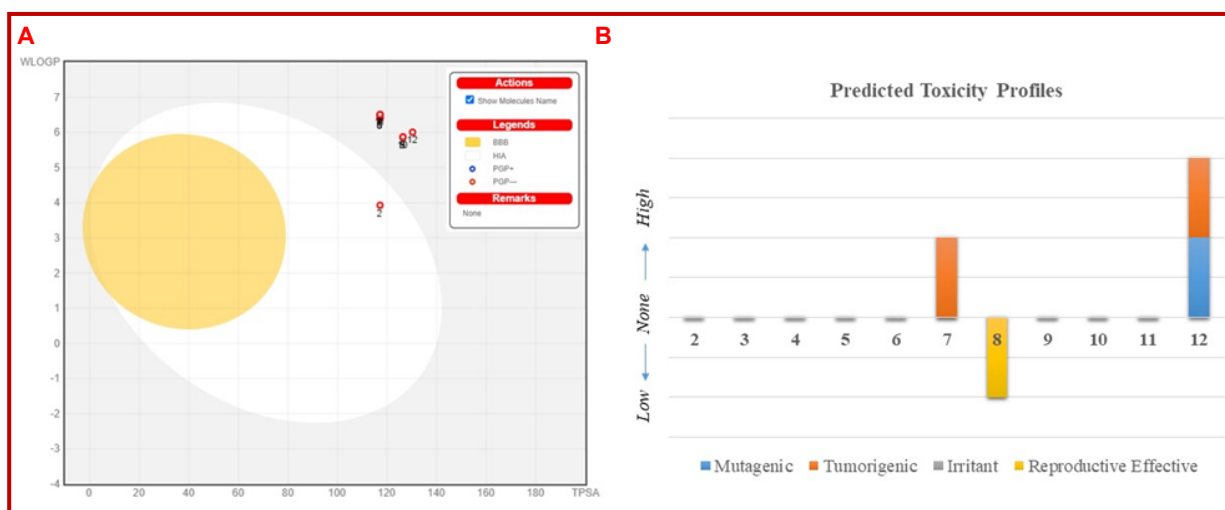 A
WLOGP
7
6
5
4
3
2
1
0
-1
-2
-3
-4
0 20 40 60 80 100 120 140 160 180 TPSA
12
2
Actions
Show Molecules Name
Legends
BBB
HIA
PGP+
PGP—
Remarks
None
B
Predicted Toxicity Profiles
High
None
Low
2 3 4 5 6 7 8 9 10 11 12
Mutagenic Tumorigenic Irritant Reproductive Effective